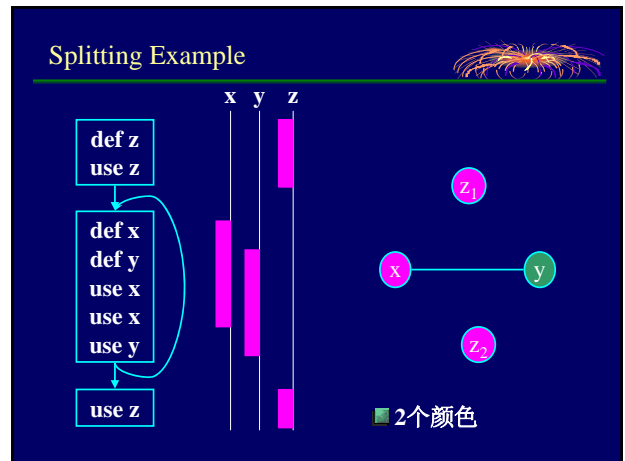 Splitting Example
x y z
def z
use z
def x
def y
use x
use x
use y
use z
z1
x
y
z2
2个颜色